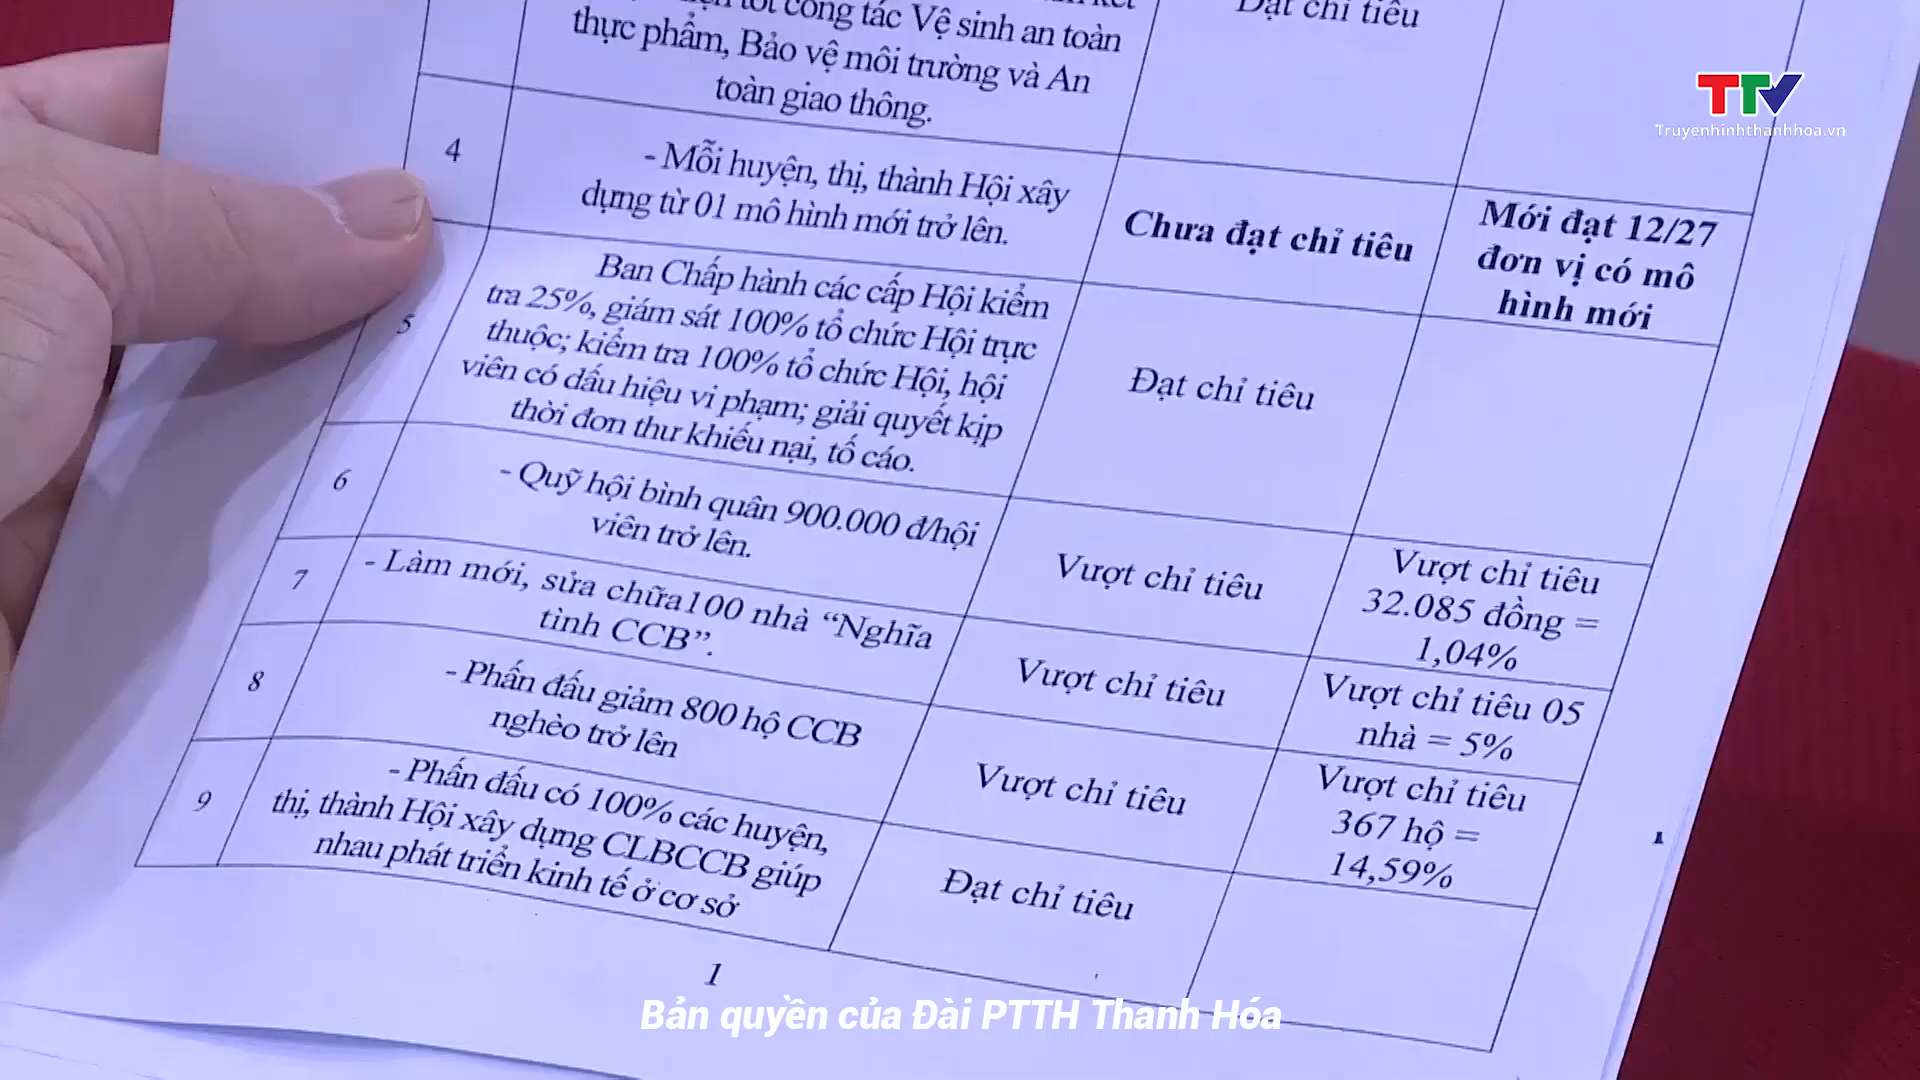 tốt công tác Vệ sinh an toàn
thực phẩm, Bảo vệ môi trường và An
toàn giao thông.
Đạt chỉ tiêu
4
- Mỗi huyện, thị, thành Hội xây
dựng từ 01 mô hình mới trở lên.
Chưa đạt chỉ tiêu
Mới đạt 12/27
đơn vị có mô
hình mới
5
Ban Chấp hành các cấp Hội kiểm
tra 25%, giám sát 100% tổ chức Hội trực
thuộc; kiểm tra 100% tổ chức Hội, hội
viên có dấu hiệu vi phạm; giải quyết kịp
thời đơn thư khiếu nại, tố cáo.
Đạt chỉ tiêu
6
- Quỹ hội bình quân 900.000 đ/hội
viên trở lên.
Vượt chỉ tiêu
Vượt chỉ tiêu
32.085 đồng =
1,04%
7
- Làm mới, sửa chữa100 nhà “Nghĩa
tình CCB”.
Vượt chỉ tiêu
Vượt chỉ tiêu 05
nhà = 5%
8
- Phấn đấu giảm 800 hộ CCB
nghèo trở lên
Vượt chỉ tiêu
Vượt chỉ tiêu
367 hộ =
14,59%
9
- Phấn đấu có 100% các huyện,
thị, thành Hội xây dựng CLBCCB giúp
nhau phát triển kinh tế ở cơ sở
Đạt chỉ tiêu
1
1
TTV
Truyenhinhthanhhoa.vn
Bản quyền của Đài PTTH Thanh Hóa